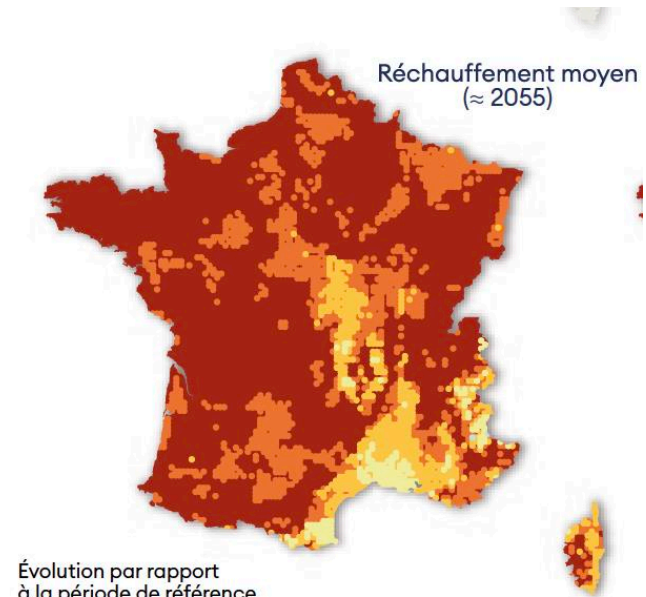 Réchauffement moyen
(≈ 2055)
Évolution par rapport
à la période de référence